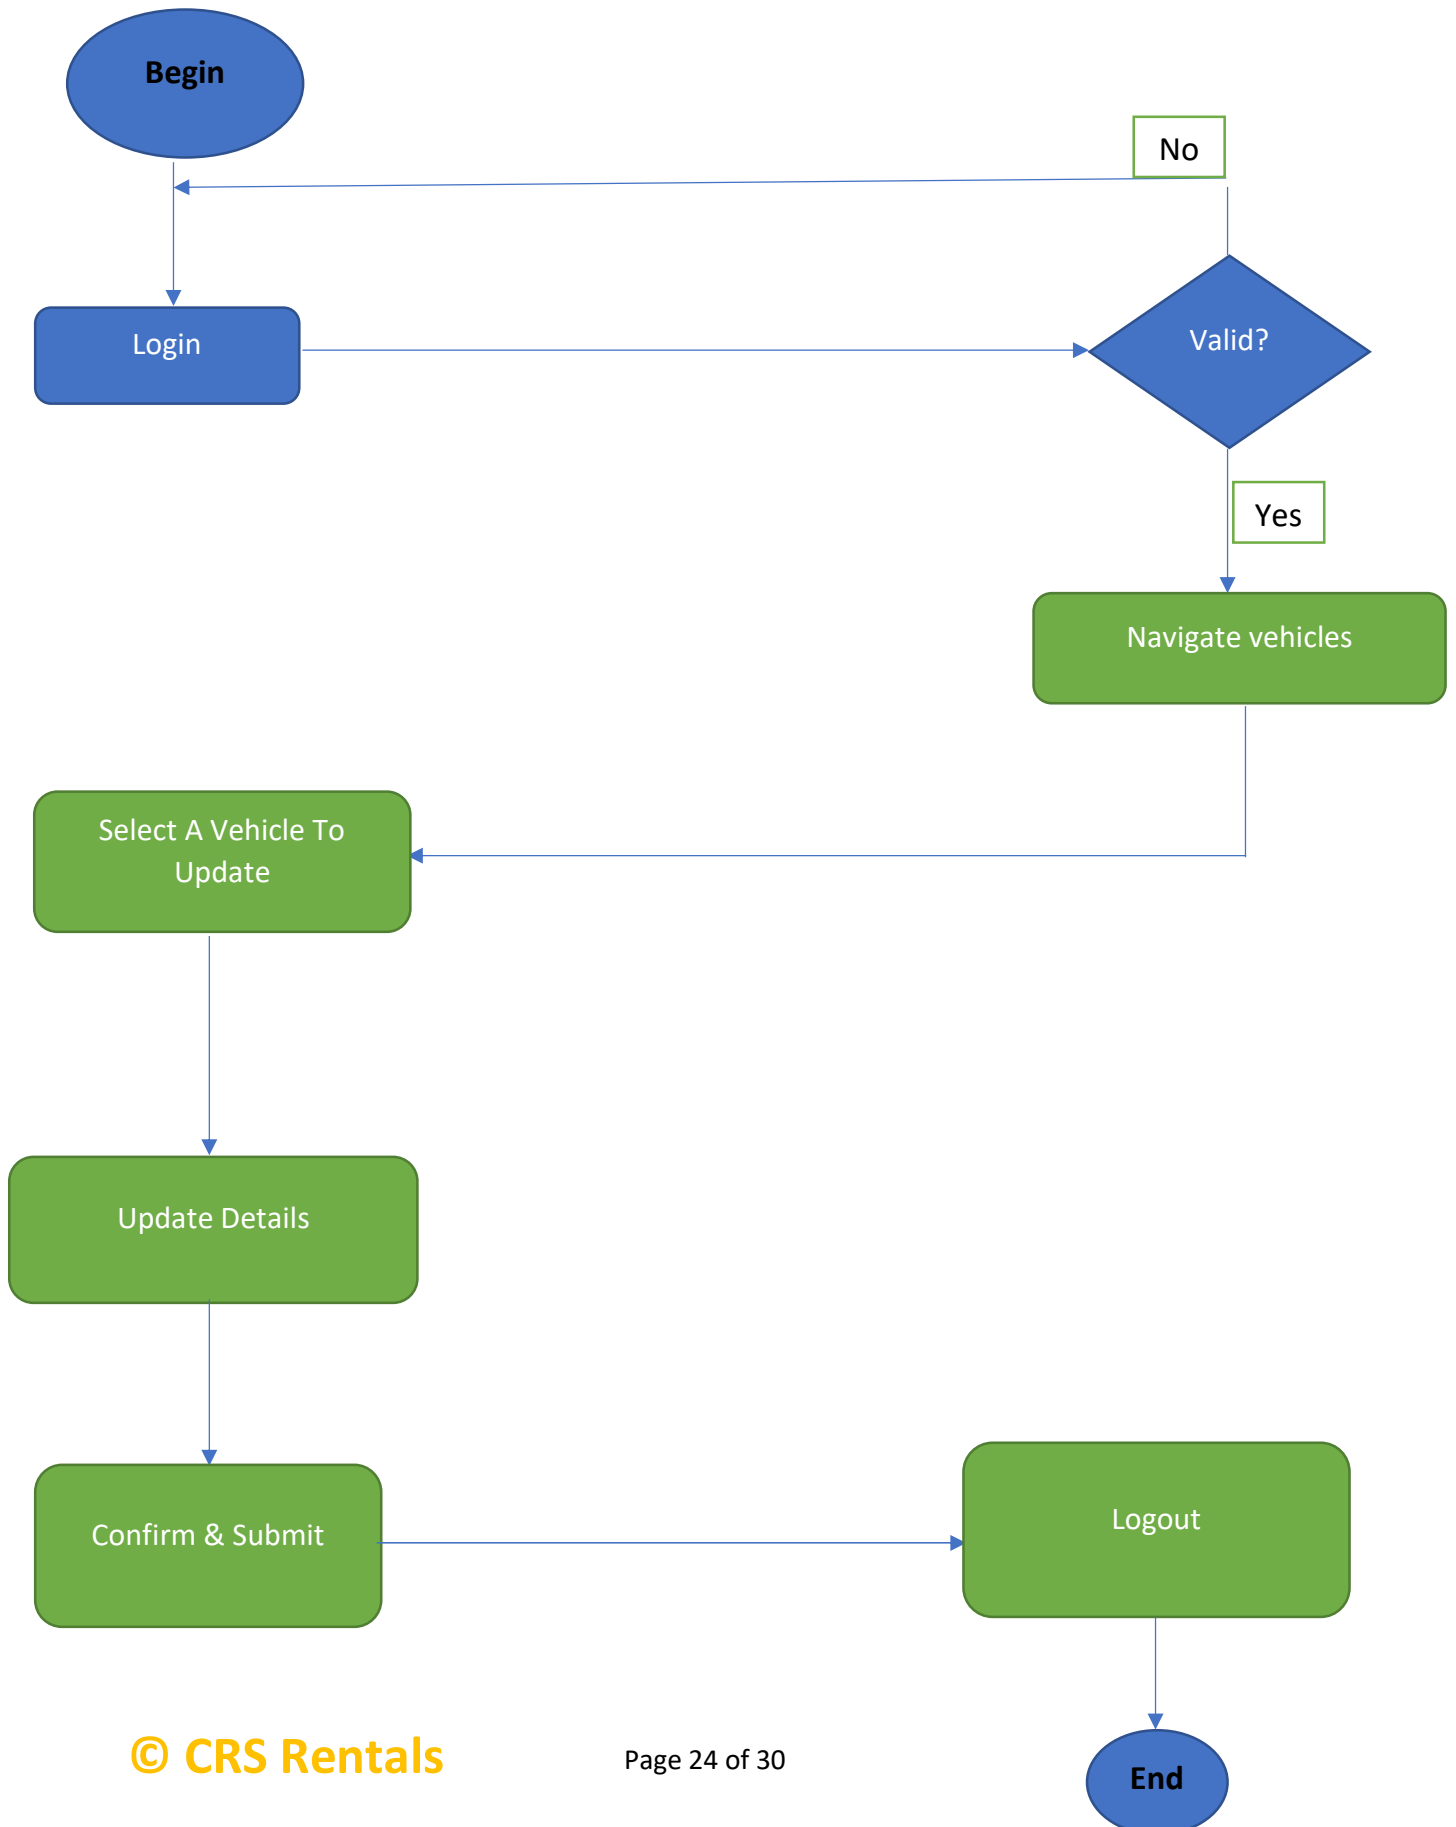 Begin
No
Login
Valid?
Yes
Navigate vehicles
Select A Vehicle To
Update
Update Details
Confirm & Submit
Logout
© CRS Rentals
Page 24 of 30
End